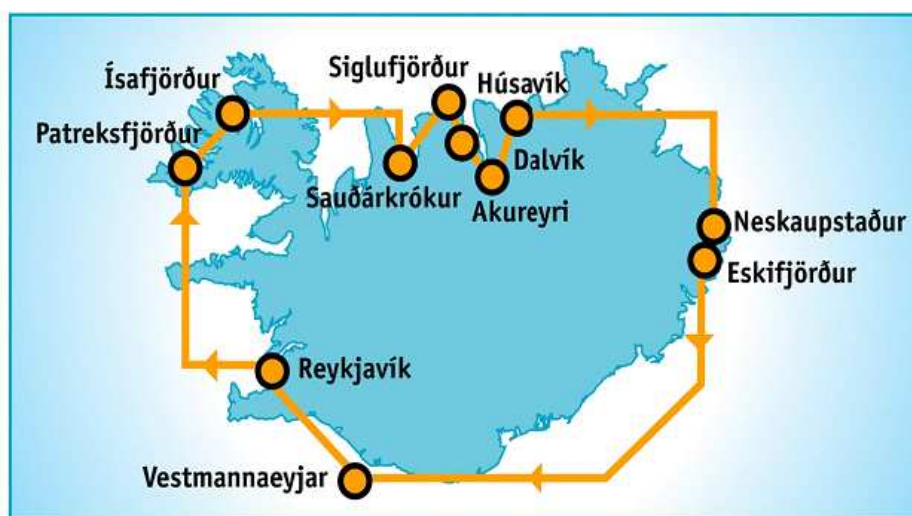 Siglufjörður
Ísafjörður
Húsavík
Patreksfjörður
Dalvík
Sauðárkrókur
Akureyri
Neskaupstaður
Eskifjörður
Reykjavík
Vestmannaeyjar